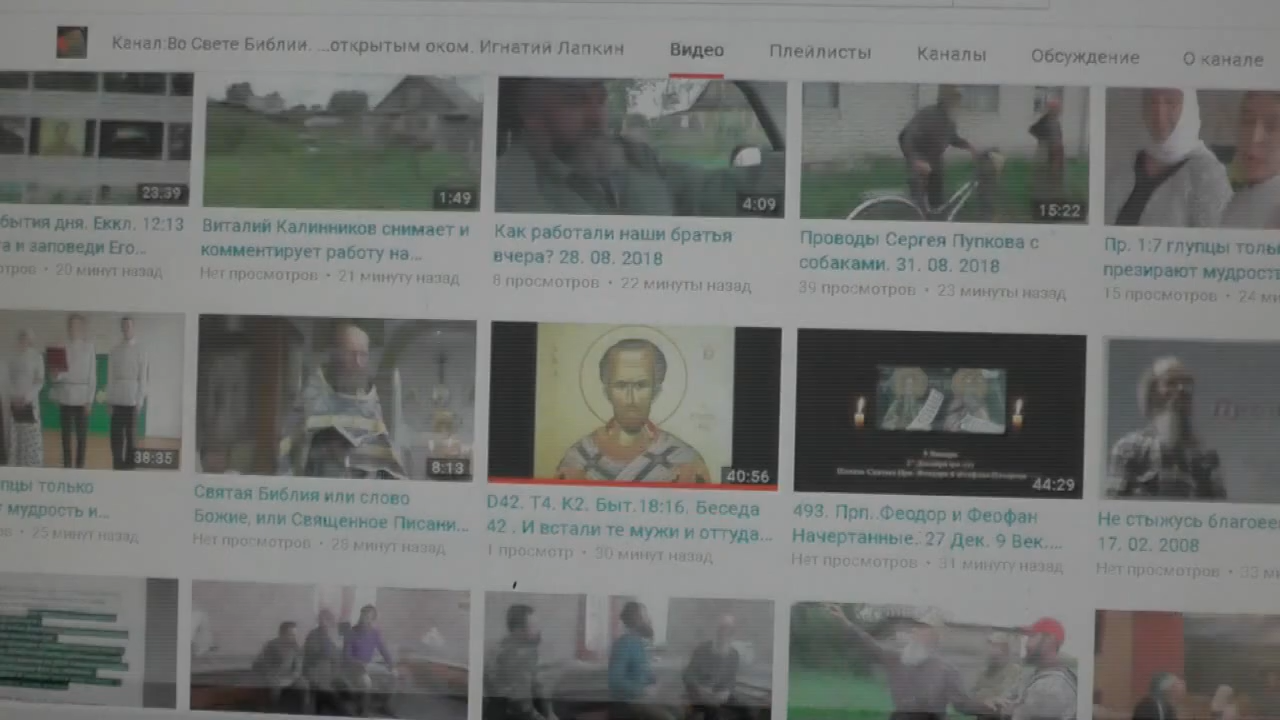 Канал:Во Свете Библии. ...открытым оком. Игнатий Лапкин
Видео
Плейлисты
Каналы
Обсуждение
О канале
23:39
1:49
4:09
15:22
бытия дня. Еккл. 12:13
а и заповеди Его...
тров • 20 минут назад
Виталий Калинников снимает и
комментирует работу на...
Нет просмотров • 21 минуту назад
Как работали наши братья
вчера? 28. 08. 2018
8 просмотров • 22 минуты назад
Проводы Сергея Пупкова с
собаками. 31. 08. 2018
39 просмотров • 23 минуты назад
Пр. 1:7 глупцы толь
презирают мудрость
15 просмотров • 24 ми
38:35
8:13
40:56
44:29
пцы только
мудрость и...
ов • 25 минут назад
Святая Библия или слово
Божие, или Священное Писани...
Нет просмотров • 26 минут назад
D42. Т4. К2. Быт.18:16. Беседа
42 . И встали те мужи и оттуда...
1 просмотр • 30 минут назад
493. Прп. Феодор и Феофан
Начертанные. 27 Дек. 9 Век....
Нет просмотров • 31 минуту назад
Не стыжусь благове
17. 02. 2008
Нет просмотров • 33 ми